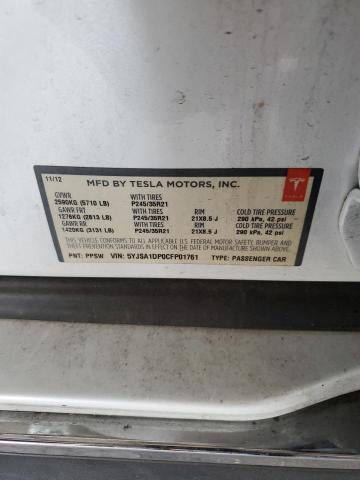 11/12 MFD BY TESLA MOTORS, INC. TESLA
GVWR WITH TIRES
2590KG (5710 LB) P245/35R21
GAWR FRT WITH TIRES RIM COLD TIRE PRESSURE
1276KG (2813 LB) P245/35R21 21X8.5 J 290 kPa, 42 psi
GAWR RR WITH TIRES RIM COLD TIRE PRESSURE
1420KG (3131 LB) P245/35R21 21X8.5 J 290 kPa, 42 psi
THIS VEHICLE CONFORMS TO ALL APPLICABLE U.S. FEDERAL MOTOR SAFETY, BUMPER AND
THEFT PREVENTION STANDARDS IN EFFECT ON THE DATE OF MANUFACTURE SHOWN ABOVE.
PNT: PPSW VIN: 5YJSA1DP0CFP01761 TYPE: PASSENGER CAR